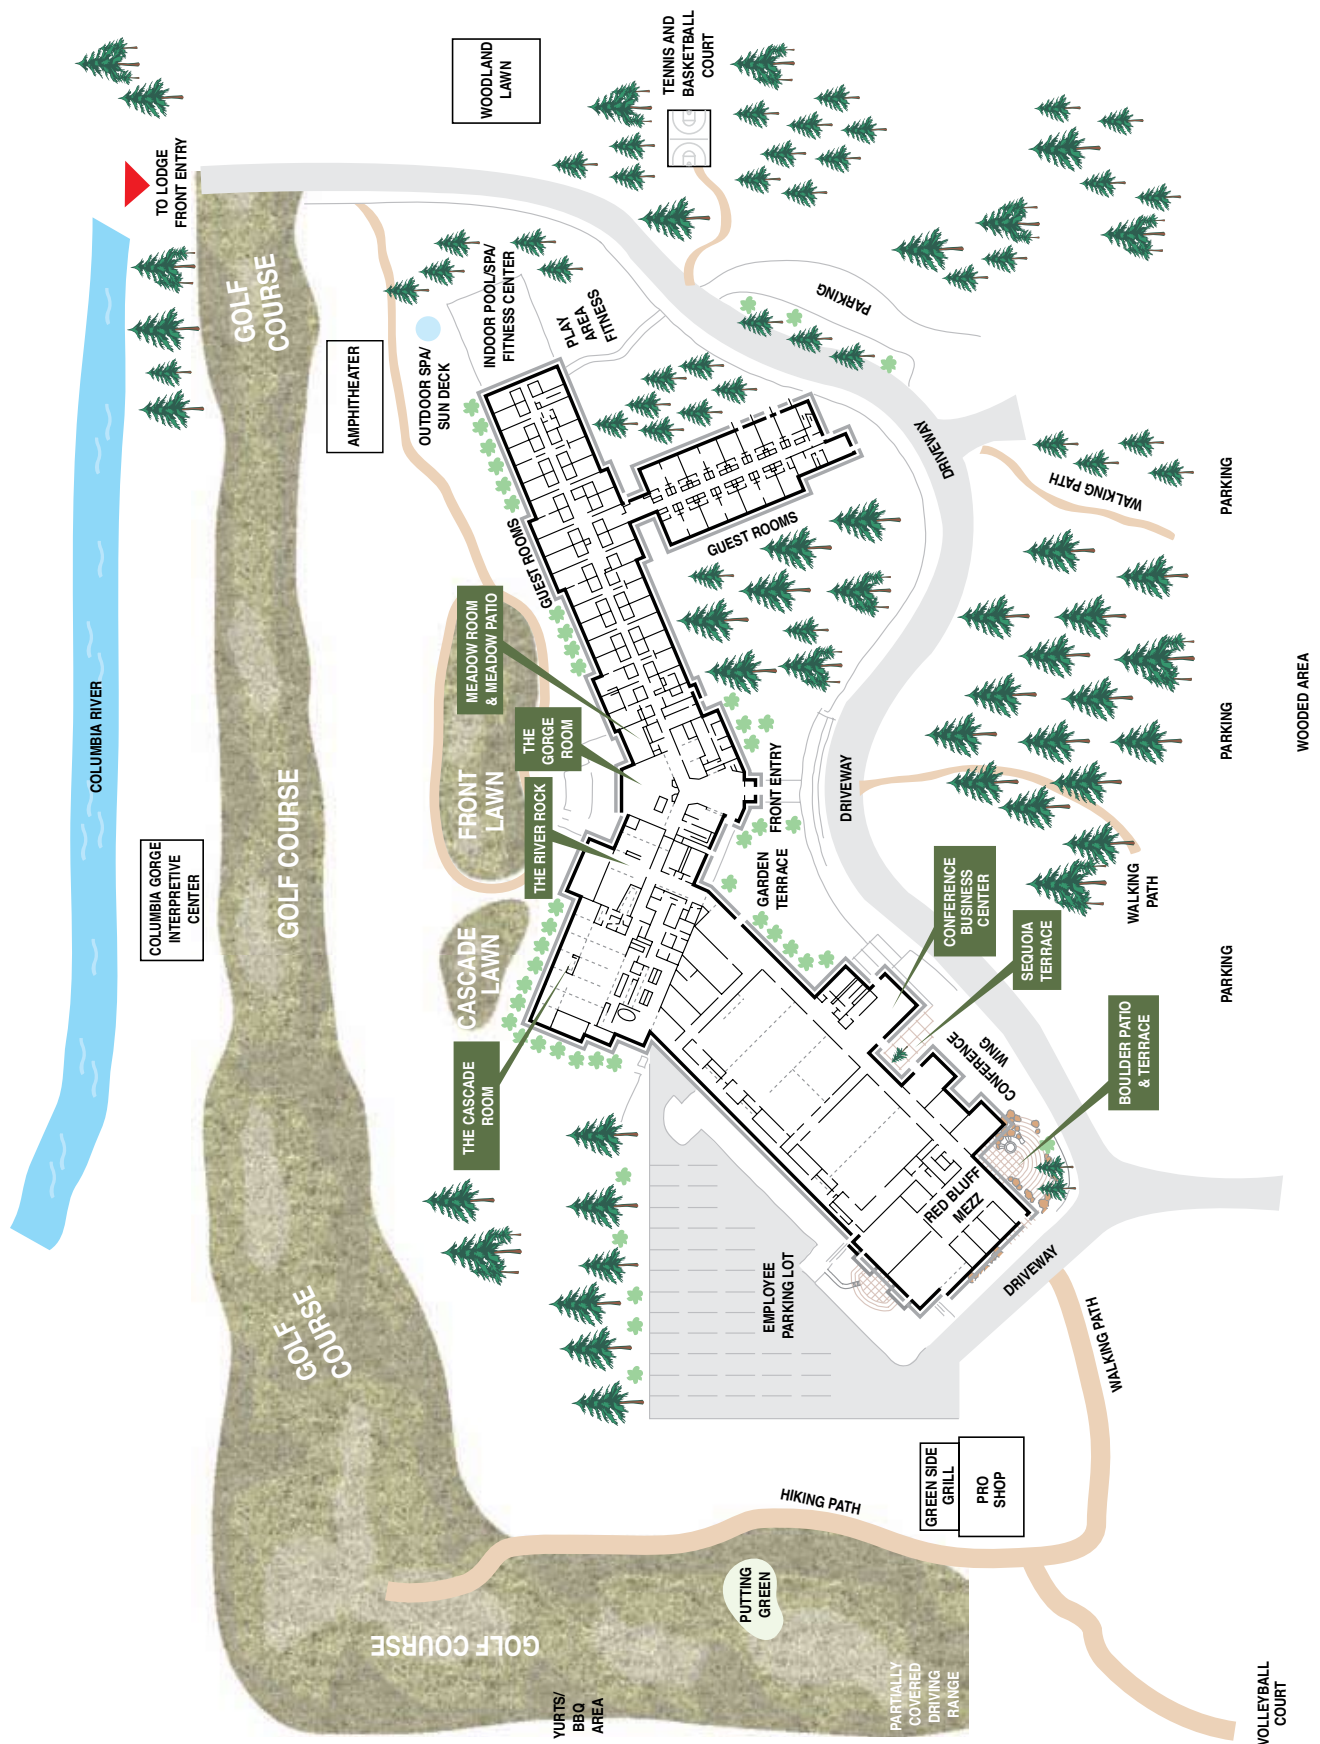 COLUMBIA RIVER
TO LODGE
FRONT ENTRY
COLUMBIA GORGE
INTERPRETIVE
CENTER
GOLF
COURSE
GOLF COURSE
GOLF
COURSE
GOLF COURSE
AMPHITHEATER
WOODLAND
LAWN
TENNIS AND
BASKETBALL
COURT
OUTDOOR SPA/
SUN DECK
INDOOR POOL/SPA/
FITNESS CENTER
PLAY
AREA
FITNESS
PARKING
GUEST ROOMS
GUEST ROOMS
DRIVEWAY
WALKING PATH
PARKING
MEADOW ROOM
& MEADOW PATIO
THE
GORGE
ROOM
THE RIVER ROCK
FRONT
LAWN
CASCADE
LAWN
THE CASCADE
ROOM
FRONT ENTRY
GARDEN
TERRACE
DRIVEWAY
PARKING
WOODED AREA
WALKING
PATH
PARKING
CONFERENCE
BUSINESS
CENTER
SEQUOIA
TERRACE
BOULDER PATIO
& TERRACE
CONFERENCE
WING
RED BLUFF
MEZZ
EMPLOYEE
PARKING LOT
DRIVEWAY
WALKING PATH
GREEN SIDE
GRILL
PRO
SHOP
HIKING PATH
PUTTING
GREEN
PARTIALLY
COVERED
DRIVING
RANGE
YURTS/
BBQ
AREA
VOLLEYBALL
COURT